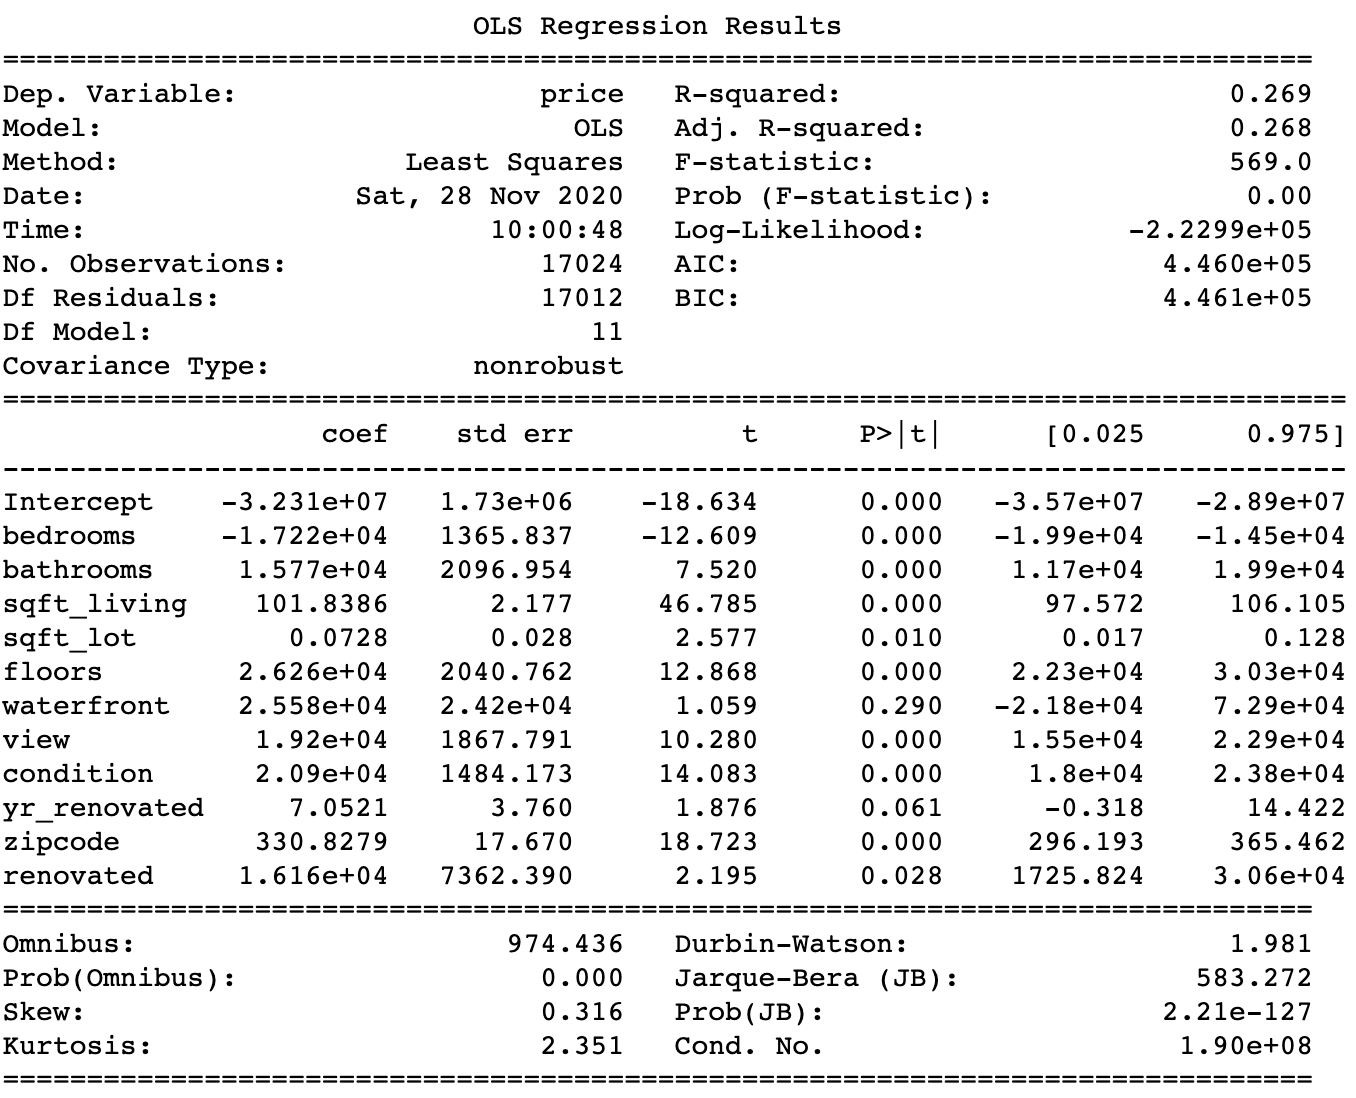 OLS Regression Results
==============================================================================
Dep. Variable: price R-squared: 0.269
Model: OLS Adj. R-squared: 0.268
Method: Least Squares F-statistic: 569.0
Date: Sat, 28 Nov 2020 Prob (F-statistic): 0.00
Time: 10:00:48 Log-Likelihood: -2.2299e+05
No. Observations: 17024 AIC: 4.460e+05
Df Residuals: 17012 BIC: 4.461e+05
Df Model: 11
Covariance Type: nonrobust
================================================================================
coef std err t P>|t| [0.025 0.975]
--------------------------------------------------------------------------------
Intercept -3.231e+07 1.73e+06 -18.634 0.000 -3.57e+07 -2.89e+07
bedrooms -1.722e+04 1365.837 -12.609 0.000 -1.99e+04 -1.45e+04
bathrooms 1.577e+04 2096.954 7.520 0.000 1.17e+04 1.99e+04
sqft_living 101.8386 2.177 46.785 0.000 97.572 106.105
sqft_lot 0.0728 0.028 2.577 0.010 0.017 0.128
floors 2.626e+04 2040.762 12.868 0.000 2.23e+04 3.03e+04
waterfront 2.558e+04 2.42e+04 1.059 0.290 -2.18e+04 7.29e+04
view 1.92e+04 1867.791 10.280 0.000 1.55e+04 2.29e+04
condition 2.09e+04 1484.173 14.083 0.000 1.8e+04 2.38e+04
yr_renovated 7.0521 3.760 1.876 0.061 -0.318 14.422
zipcode 330.8279 17.670 18.723 0.000 296.193 365.462
renovated 1.616e+04 7362.390 2.195 0.028 1725.824 3.06e+04
==============================================================================
Omnibus: 974.436 Durbin-Watson: 1.981
Prob(Omnibus): 0.000 Jarque-Bera (JB): 583.272
Skew: 0.316 Prob(JB): 2.21e-127
Kurtosis: 2.351 Cond. No. 1.90e+08
==============================================================================